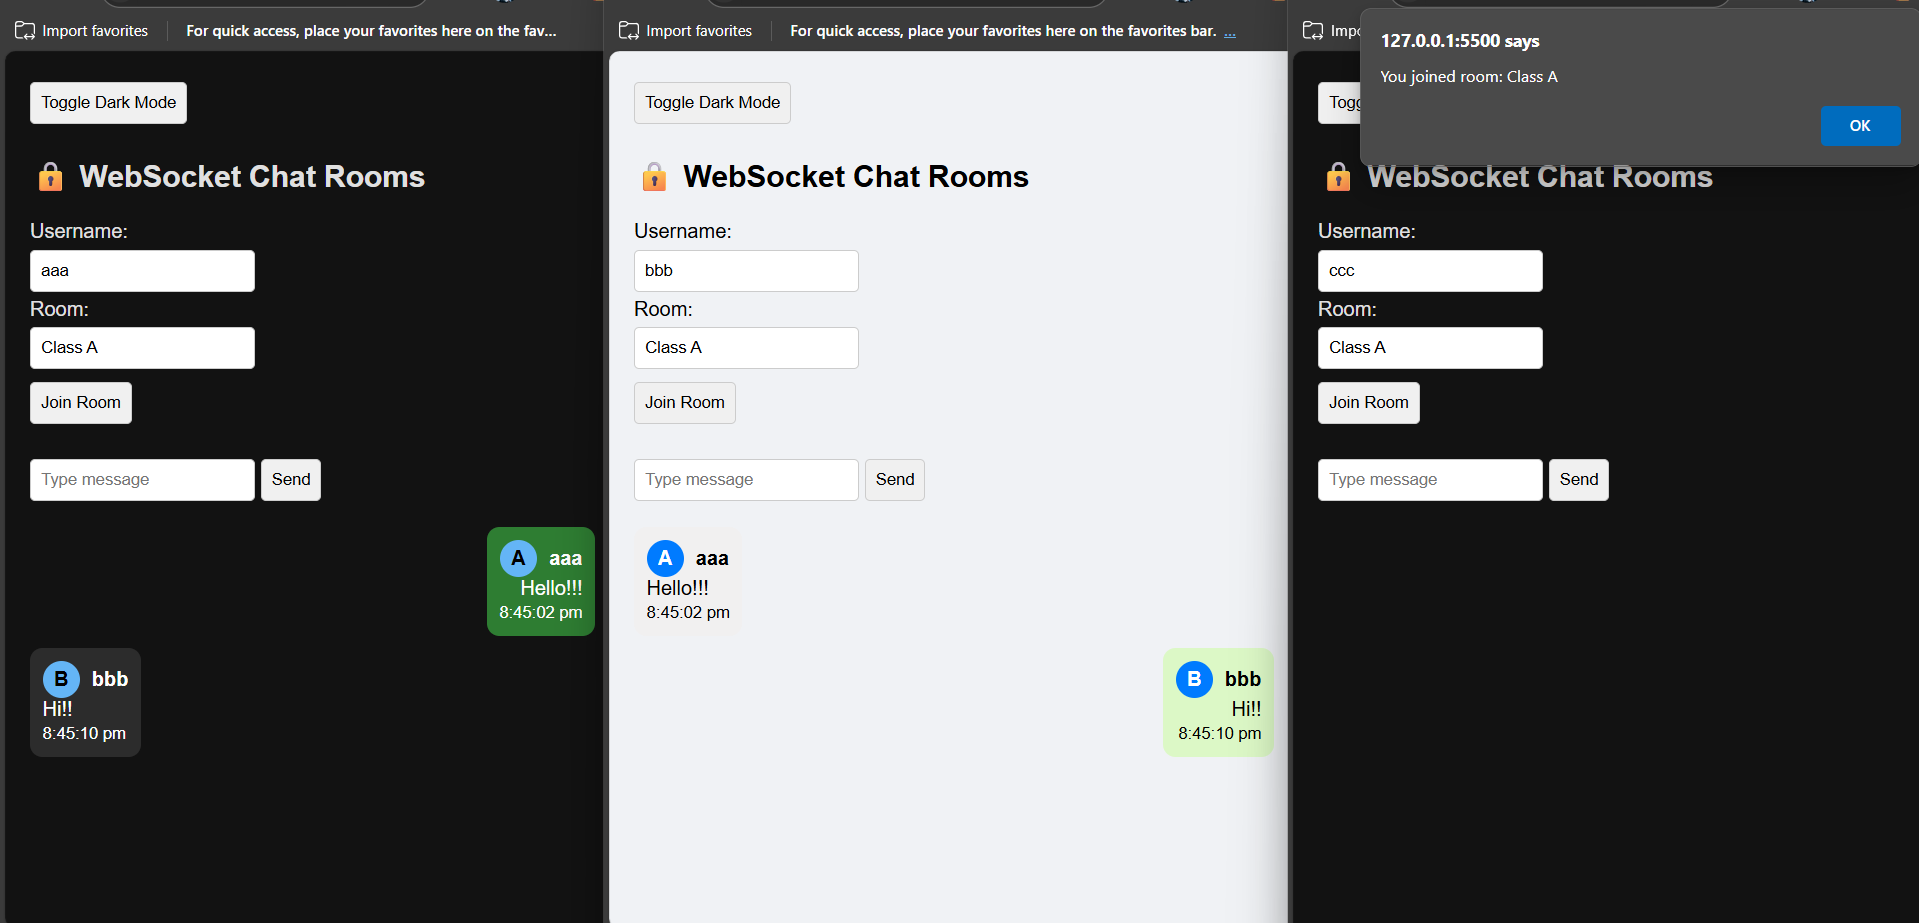 Import favorites
For quick access, place your favorites here on the fav...
Toggle Dark Mode
WebSocket Chat Rooms
Username:
aaa
Room:
Class A
Join Room
Type message
Send
A aaa
Hello!!!
8:45:02 pm
B bbb
Hi!!
8:45:10 pm
Import favorites
For quick access, place your favorites here on the favorites bar. ...
Toggle Dark Mode
WebSocket Chat Rooms
Username:
bbb
Room:
Class A
Join Room
Type message
Send
A aaa
Hello!!!
8:45:02 pm
B bbb
Hi!!
8:45:10 pm
127.0.0.1:5500 says
You joined room: Class A
OK
WebSocket Chat Rooms
Username:
ccc
Room:
Class A
Join Room
Type message
Send